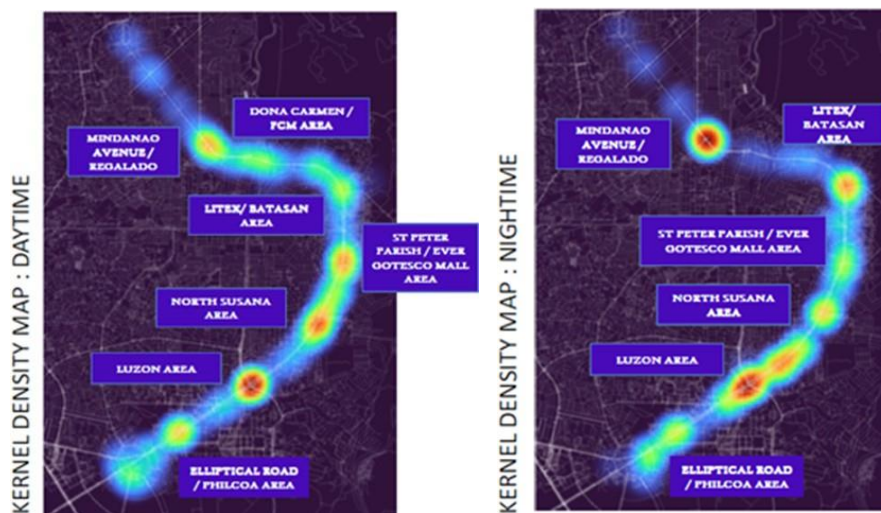 KERNEL DENSITY MAP : DAYTIME
DONA CARMEN /
FCM AREA
MINDANAO
AVENUE /
REGALADO
LITEX/ BATASAN
AREA
ST PETER
PARISH / EVER
GOTESCO MALL
AREA
NORTH SUSANA
AREA
LUZON AREA
ELLIPTICAL ROAD
/ PHILCOA AREA
KERNEL DENSITY MAP : NIGHTIME
LITEX/
BATASAN
AREA
MINDANAO
AVENUE /
REGALADO
ST PETER PARISH / EVER
GOTESCO MALL AREA
NORTH SUSANA
AREA
LUZON AREA
ELLIPTICAL ROAD
/ PHILCOA AREA